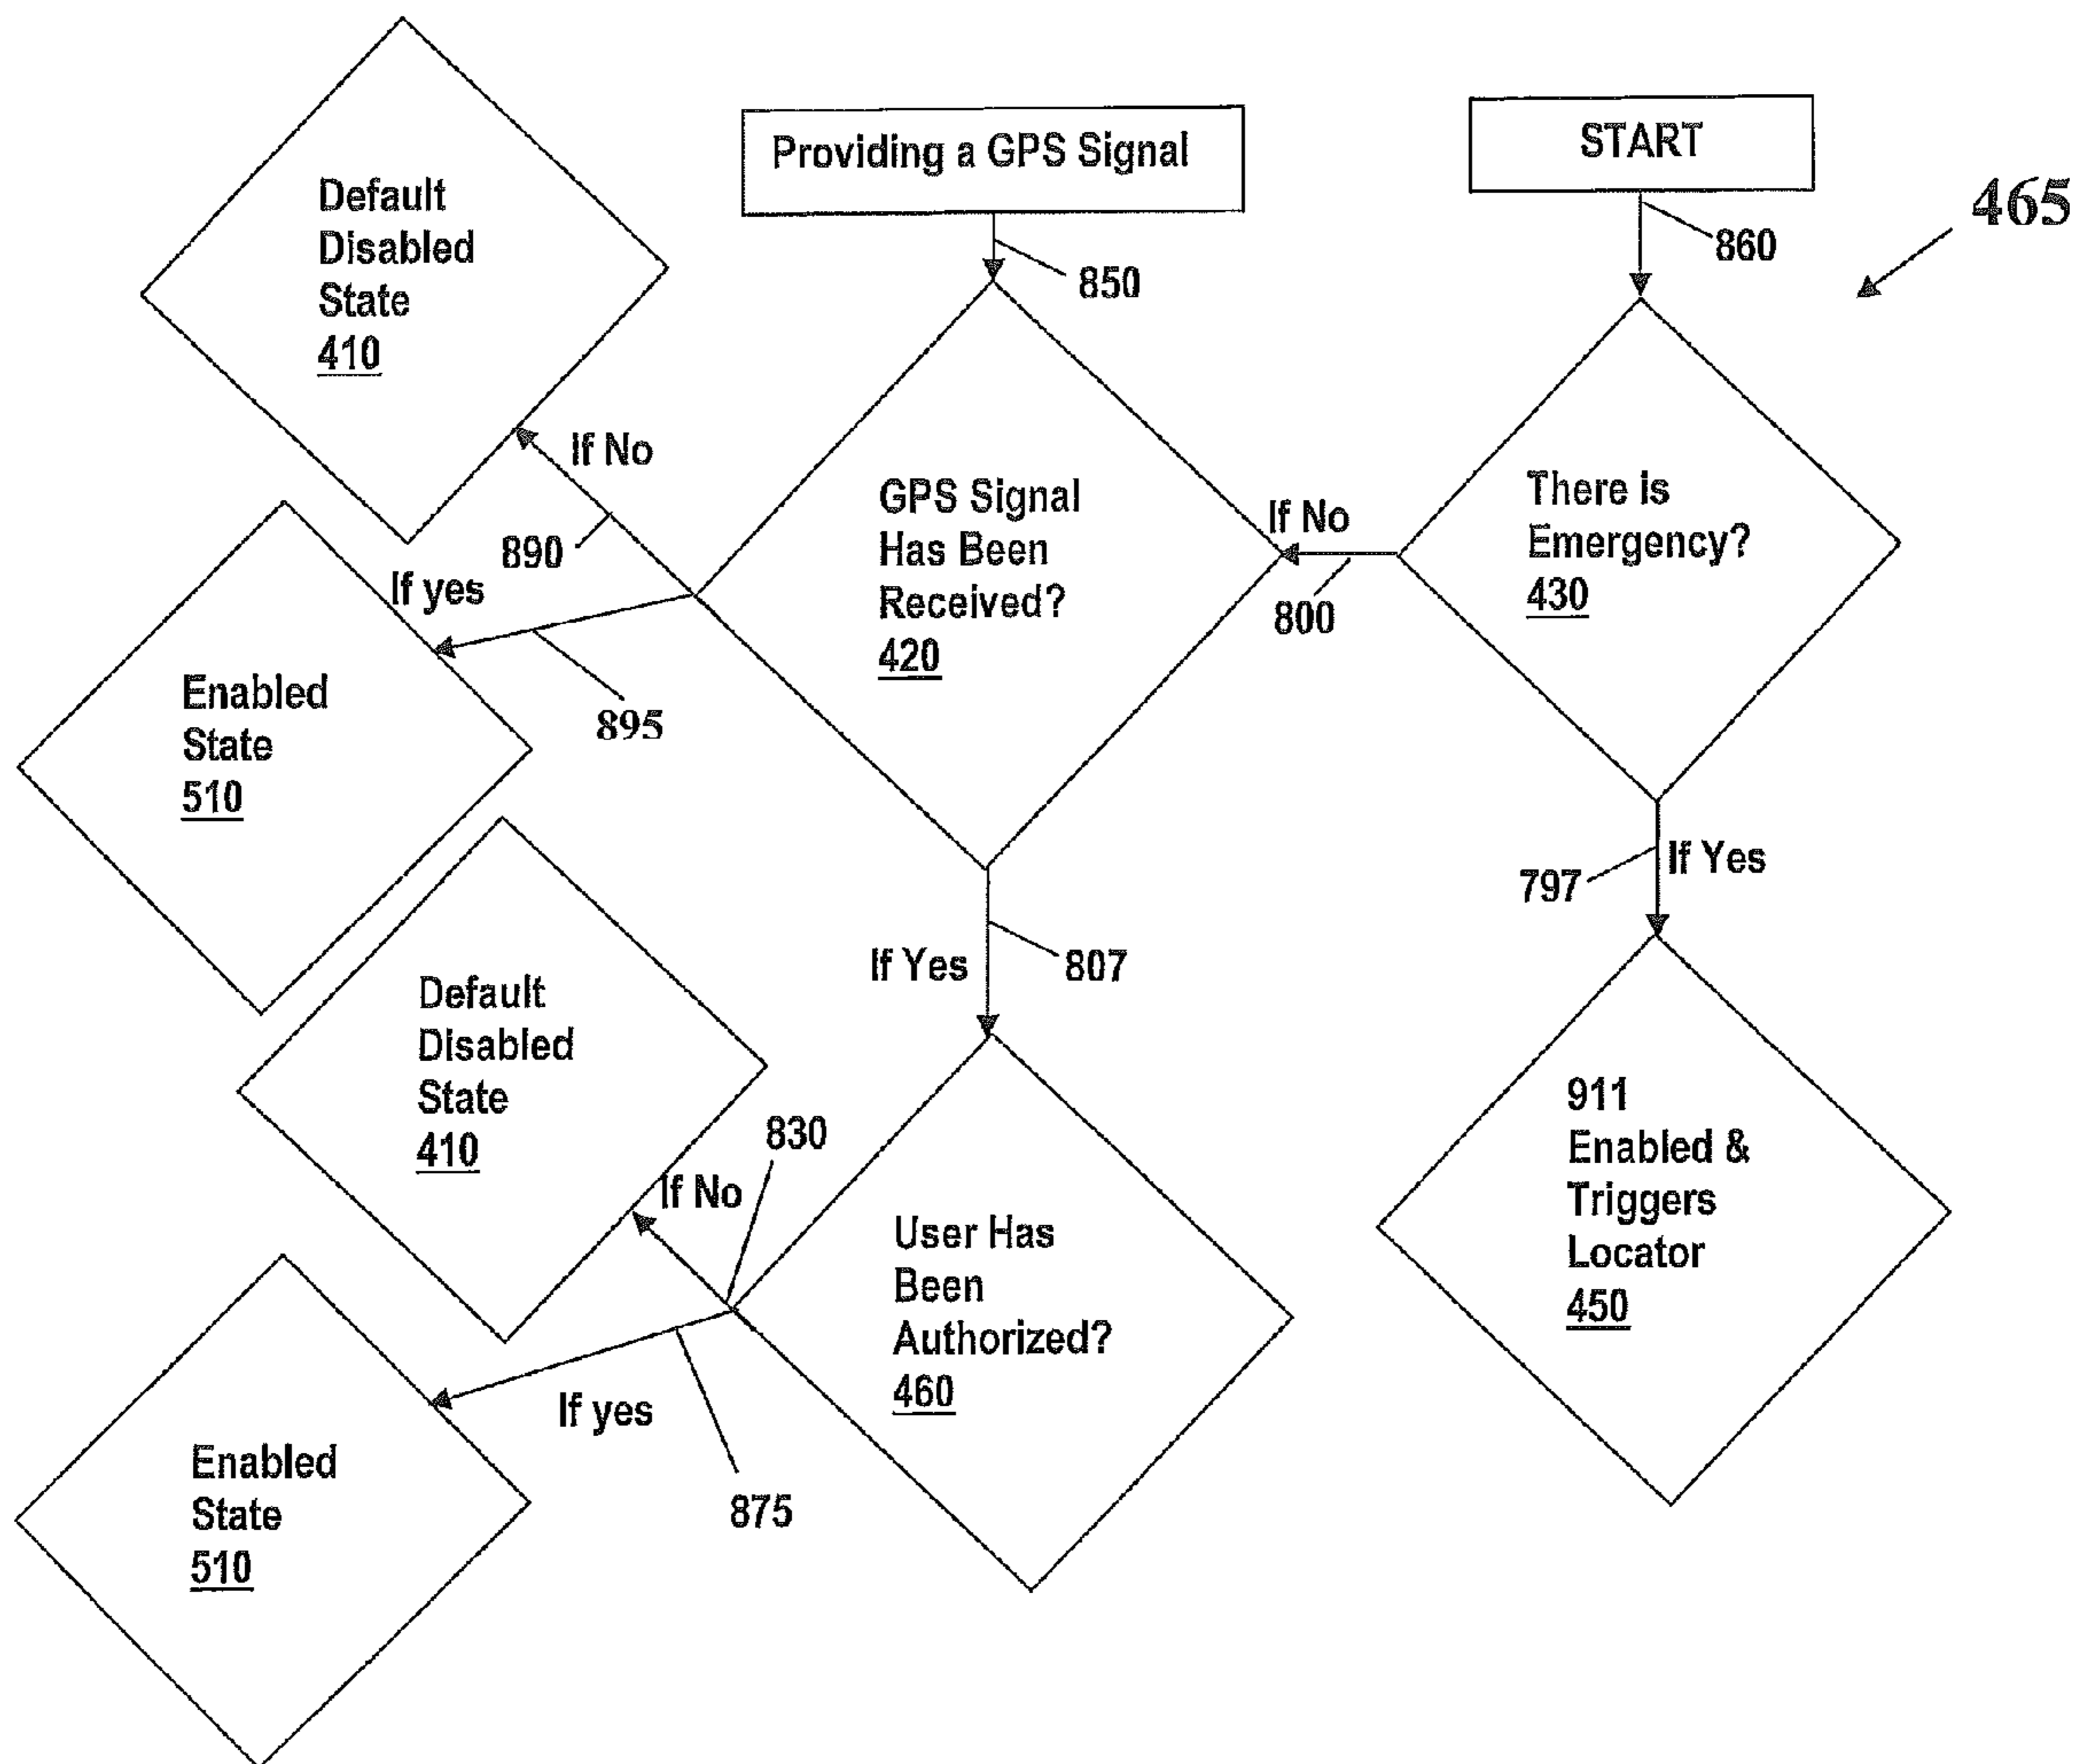 Providing a GPS Signal
START
465
860
850
Default
Disabled
State
410
If No
890
GPS Signal
Has Been
Received?
420
If No
800
There is
Emergency?
430
If yes
895
Enabled
State
510
If Yes
797
If Yes
807
Default
Disabled
State
410
830
If No
911
Enabled &
Triggers
Locator
450
User Has
Been
Authorized?
460
If yes
875
Enabled
State
510